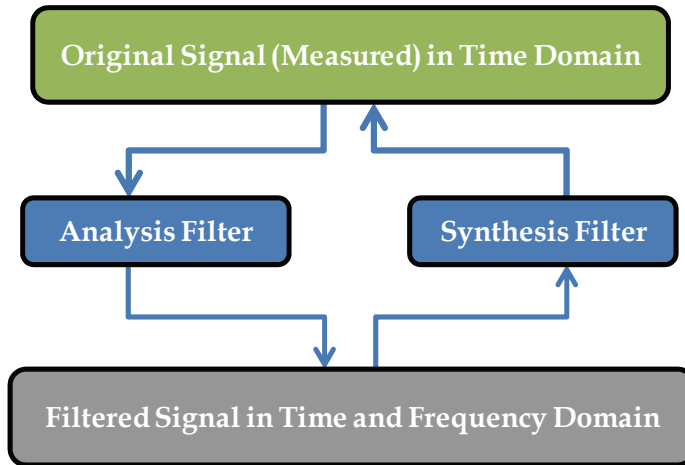 Original Signal (Measured) in Time Domain
Analysis Filter
Synthesis Filter
Filtered Signal in Time and Frequency Domain